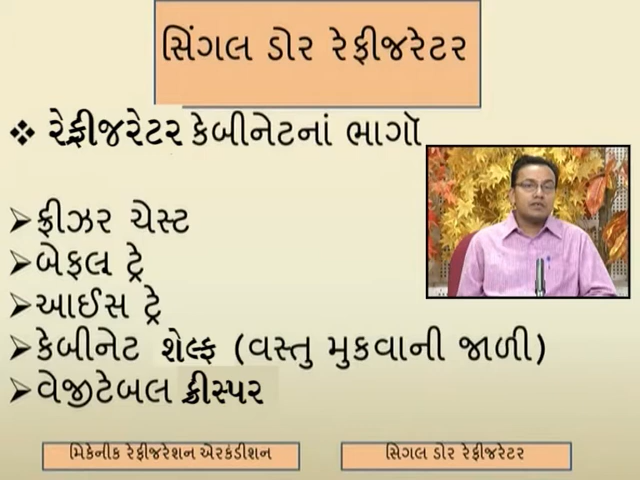 સિંગલ ડોર રેફ્રીજરેટર
❖ રેફ્રીજરેટર કેબીનેટનાં ભાગૉ
➢ ફ્રીઝર ચેસ્ટ
➢ બેફલ્ર ટ્રે
➢ આઈસ ટ્રે
➢ કેબીનેટ શેલ્ફ (વસ્તુ મુકવાની જાળી)
➢ વેજીટેબલ ક્રીસ્પર
મિકેનીક રેફ્રીજરેશન એરકંડીશન
સિગલ ડોર રેફ્રીજરેટર